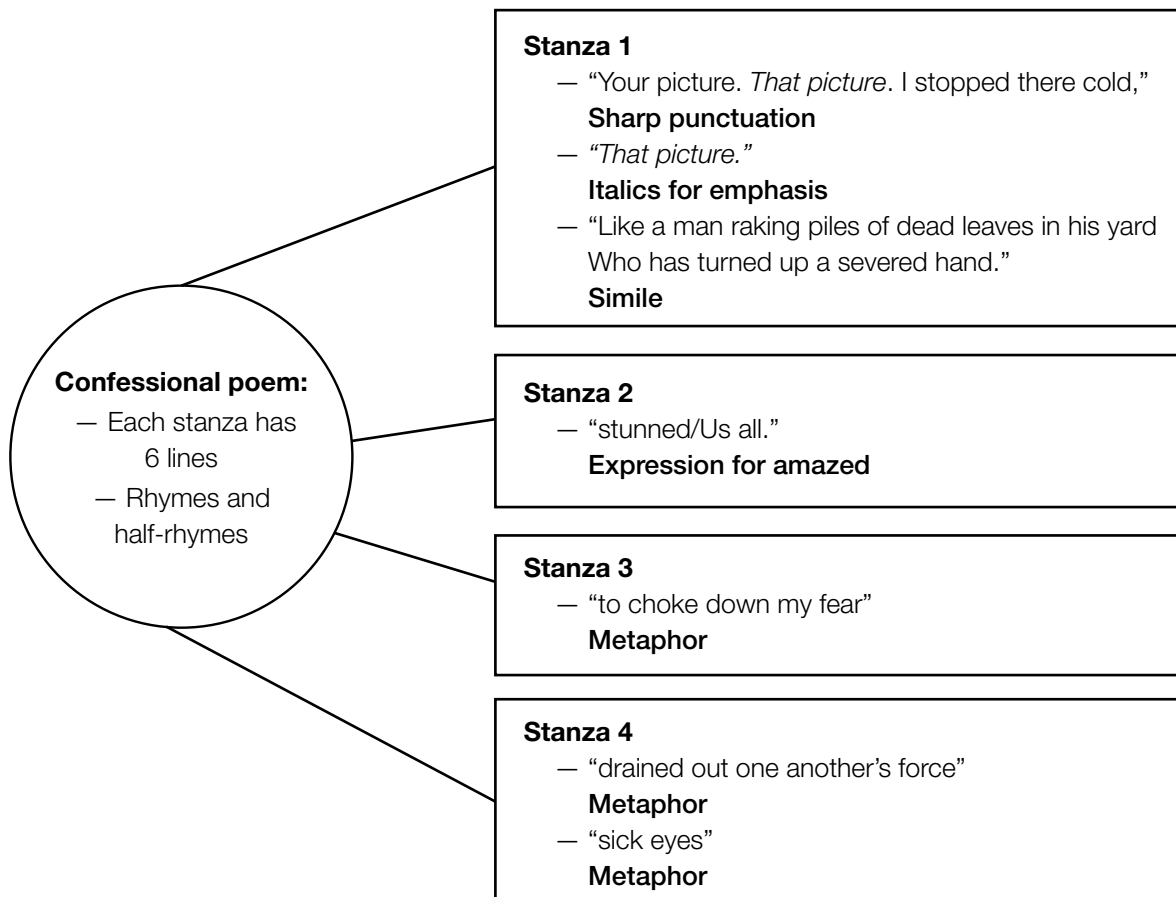 Confessional poem:
— Each stanza has
6 lines
— Rhymes and
half-rhymes
Stanza 1
— “Your picture. That picture. I stopped there cold,”
Sharp punctuation
— “That picture.”
Italics for emphasis
— “Like a man raking piles of dead leaves in his yard
Who has turned up a severed hand.”
Simile
Stanza 2
— “stunned/Us all.”
Expression for amazed
Stanza 3
— “to choke down my fear”
Metaphor
Stanza 4
— “drained out one another’s force”
Metaphor
— “sick eyes”
Metaphor